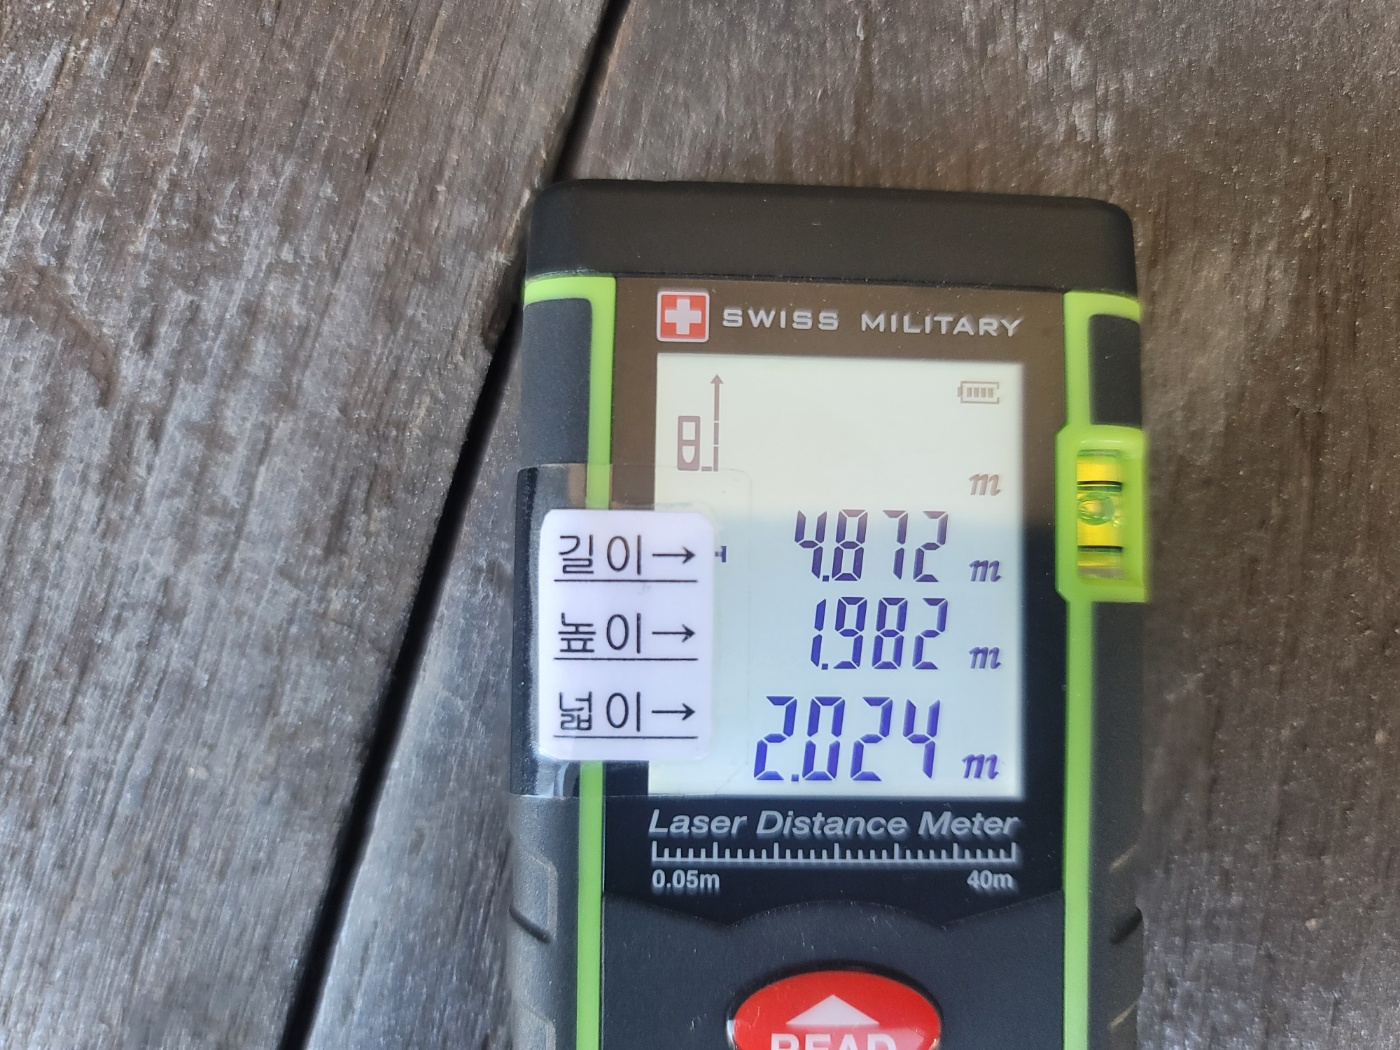 SWISS MILITARY
m
길이→ 4.872 m
높이→ 1.982 m
넓이→ 2.024 m
Laser Distance Meter
0.05m 40m
READ